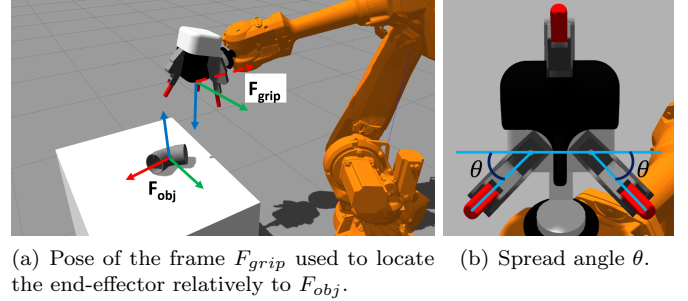 F_grip
F_obj
θ
θ
(a) Pose of the frame F_grip used to locate
the end-effector relatively to F_obj.
(b) Spread angle θ.